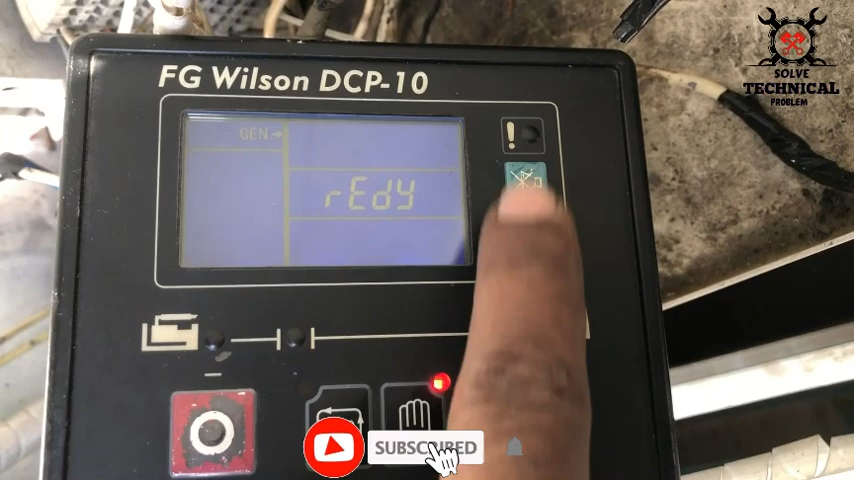 FG Wilson DCP-10
GEN→
rEdY
!
SOLVE
TECHNICAL
PROBLEM
SUBSCRIBED